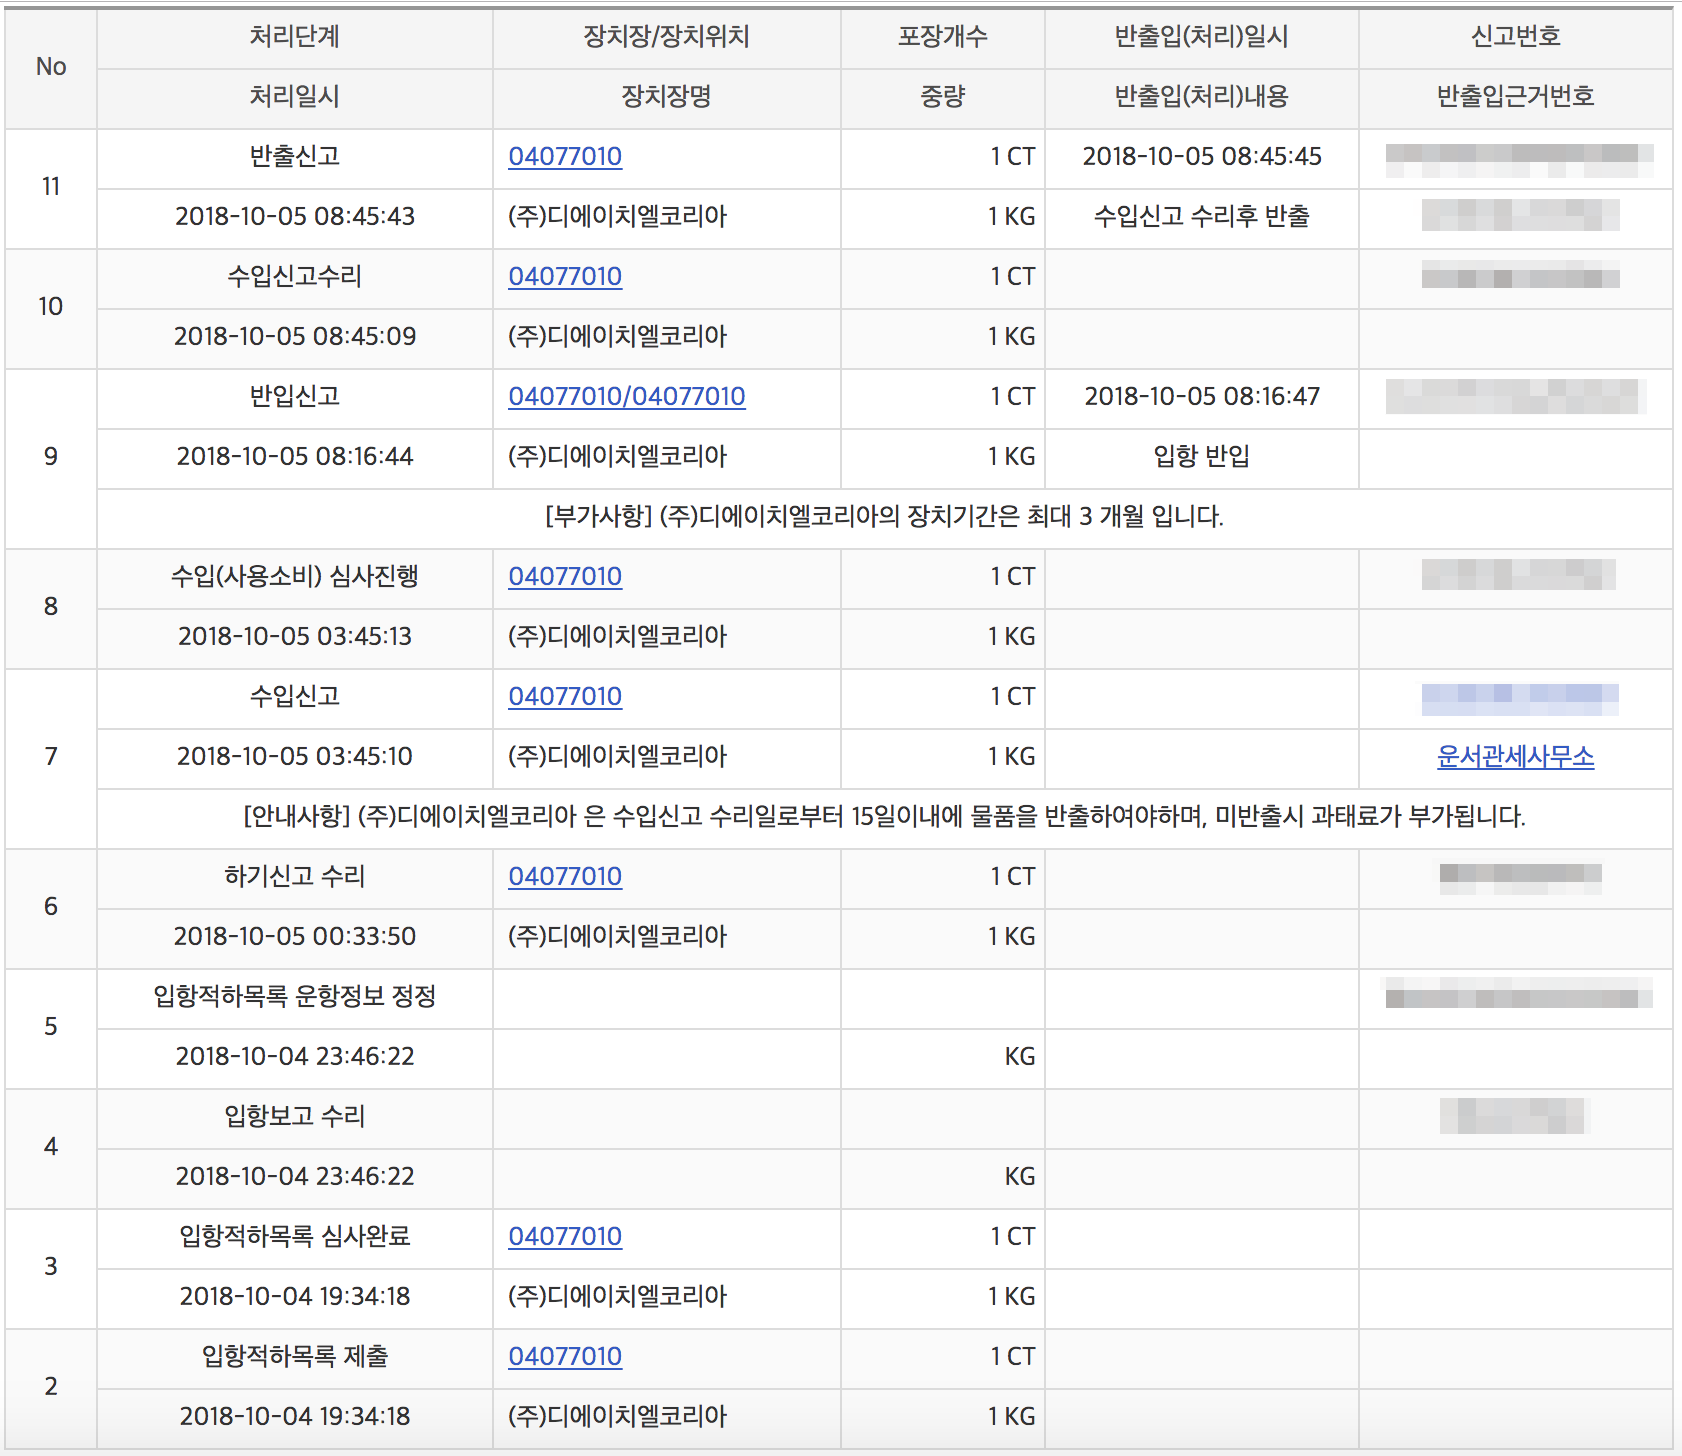 No 처리단계 장치장/장치위치 포장개수 반출입(처리)일시 신고번호
처리일시 장치장명 중량 반출입(처리)내용 반출입근거번호
11 반출신고 04077010 1 CT 2018-10-05 08:45:45
2018-10-05 08:45:43 (주)디에이치엘코리아 1 KG 수입신고 수리후 반출
10 수입신고수리 04077010 1 CT
2018-10-05 08:45:09 (주)디에이치엘코리아 1 KG
9 반입신고 04077010/04077010 1 CT 2018-10-05 08:16:47
2018-10-05 08:16:44 (주)디에이치엘코리아 1 KG 입항 반입
[부가사항] (주)디에이치엘코리아의 장치기간은 최대 3 개월 입니다.
8 수입(사용소비) 심사진행 04077010 1 CT
2018-10-05 03:45:13 (주)디에이치엘코리아 1 KG
7 수입신고 04077010 1 CT
2018-10-05 03:45:10 (주)디에이치엘코리아 1 KG 운서관세사무소
[안내사항] (주)디에이치엘코리아 은 수입신고 수리일로부터 15일이내에 물품을 반출하여야하며, 미반출시 과태료가 부가됩니다.
6 하기신고 수리 04077010 1 CT
2018-10-05 00:33:50 (주)디에이치엘코리아 1 KG
5 입항적하목록 운항정보 정정
2018-10-04 23:46:22 KG
4 입항보고 수리
2018-10-04 23:46:22 KG
3 입항적하목록 심사완료 04077010 1 CT
2018-10-04 19:34:18 (주)디에이치엘코리아 1 KG
2 입항적하목록 제출 04077010 1 CT
2018-10-04 19:34:18 (주)디에이치엘코리아 1 KG